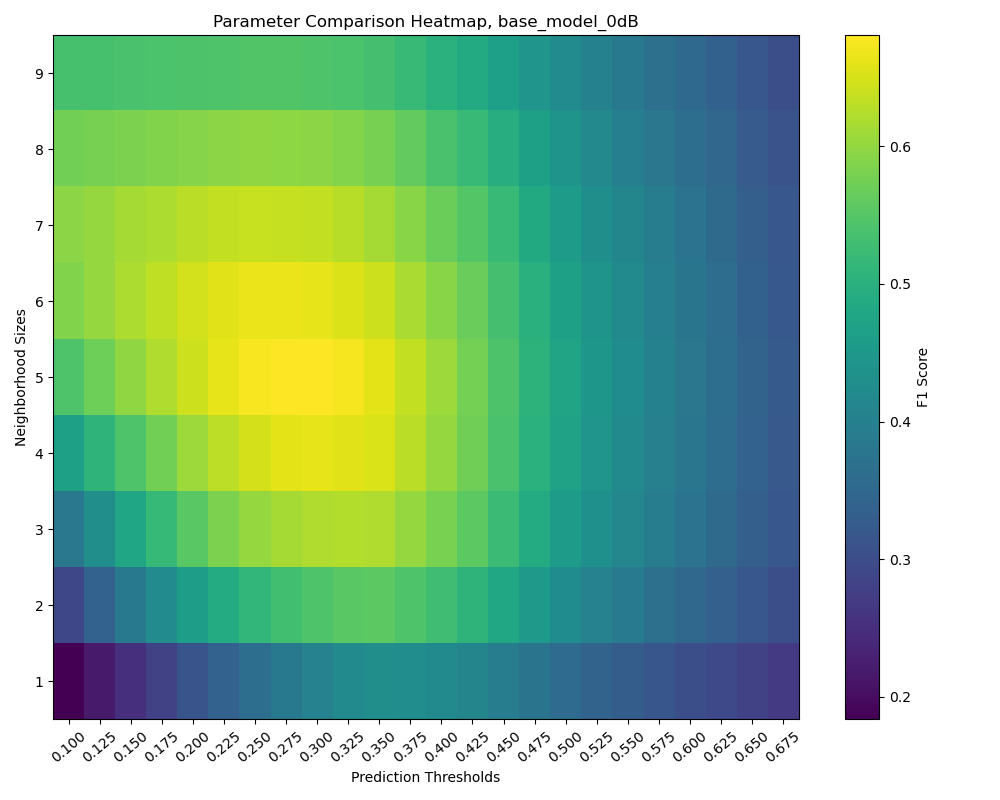 Parameter Comparison Heatmap, base_model_0dB
9
8
7
6
5
4
3
2
1
Neighborhood Sizes
0.100 0.125 0.150 0.175 0.200 0.225 0.250 0.275 0.300 0.325 0.350 0.375 0.400 0.425 0.450 0.475 0.500 0.525 0.550 0.575 0.600 0.625 0.650 0.675
Prediction Thresholds
0.6
0.5
0.4
0.3
0.2
F1 Score